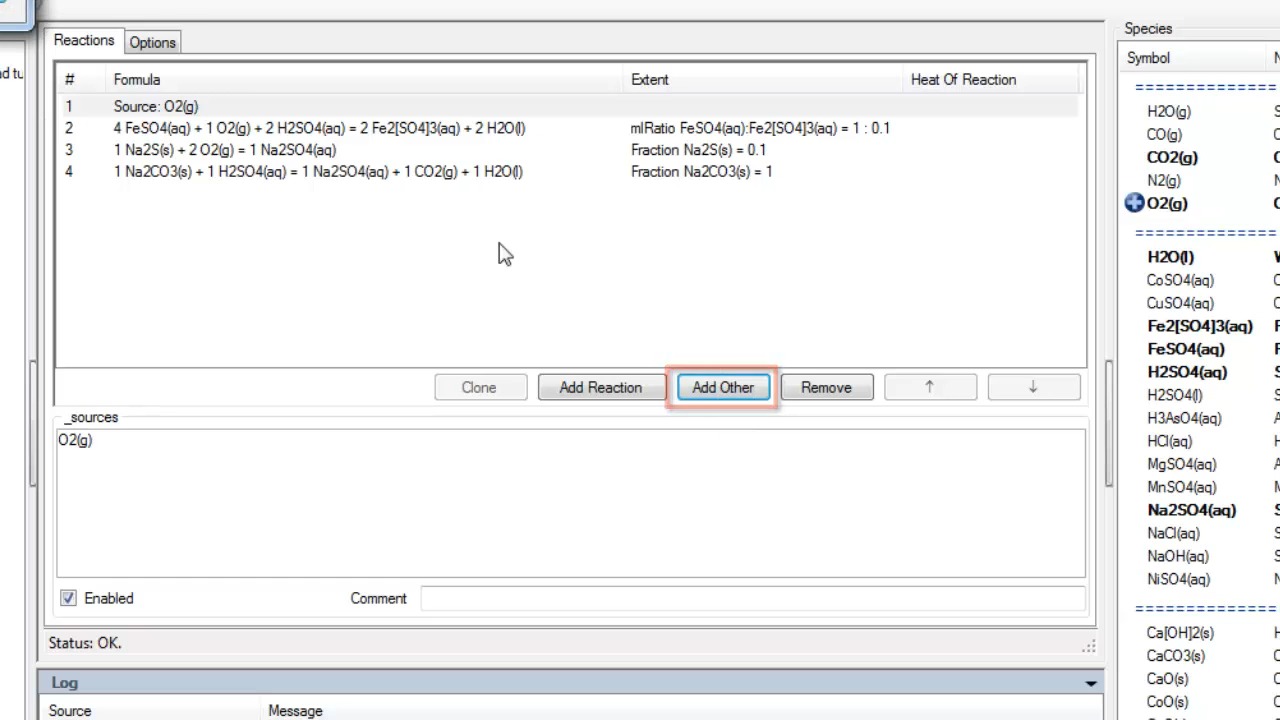 Reactions Options
# Formula Extent Heat Of Reaction
1 Source: O2(g)
2 4 FeSO4(aq) + 1 O2(g) + 2 H2SO4(aq) = 2 Fe2[SO4]3(aq) + 2 H2O(l) mlRatio FeSO4(aq):Fe2[SO4]3(aq) = 1 : 0.1
3 1 Na2S(s) + 2 O2(g) = 1 Na2SO4(aq) Fraction Na2S(s) = 0.1
4 1 Na2CO3(s) + 1 H2SO4(aq) = 1 Na2SO4(aq) + 1 CO2(g) + 1 H2O(l) Fraction Na2CO3(s) = 1
Clone Add Reaction Add Other Remove ↑ ↓
_sources
O2(g)
Enabled Comment
Status: OK.
Log
Source Message
Species
Symbol
H2O(g)
CO(g)
CO2(g)
N2(g)
O2(g)
H2O(l)
CoSO4(aq)
CuSO4(aq)
Fe2[SO4]3(aq)
FeSO4(aq)
H2SO4(aq)
H2SO4(l)
H3AsO4(aq)
HCl(aq)
MgSO4(aq)
MnSO4(aq)
Na2SO4(aq)
NaCl(aq)
NaOH(aq)
NiSO4(aq)
Ca[OH]2(s)
CaCO3(s)
CaO(s)
CoO(s)